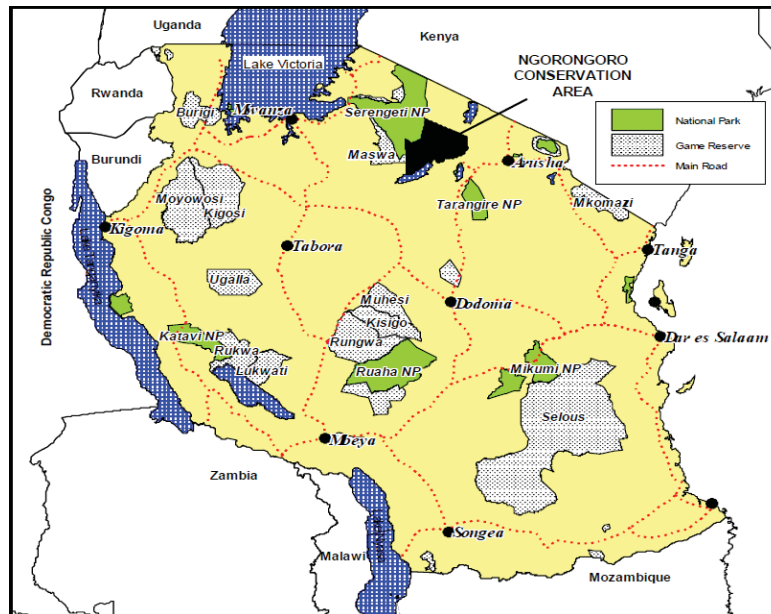 Uganda
Kenya
Lake Victoria
NGORONGORO
CONSERVATION
AREA
Rwanda
National Park
Game Reserve
Main Road
Burigi
Mwanza
Serengeti NP
Burundi
Maswa
Arusha
Moyowosi
Kigosi
Tarangire NP
Mkomazi
Democratic Republic Congo
Kigoma
Tabora
Tanga
Ugalla
Muhesi
Dodoma
Kisigo
Katavi NP
Rungwa
Dar es Salaam
Rukwa
Lukwati
Ruaha NP
Mikumi NP
Selous
Mbeya
Zambia
Songea
Malawi
Mozambique